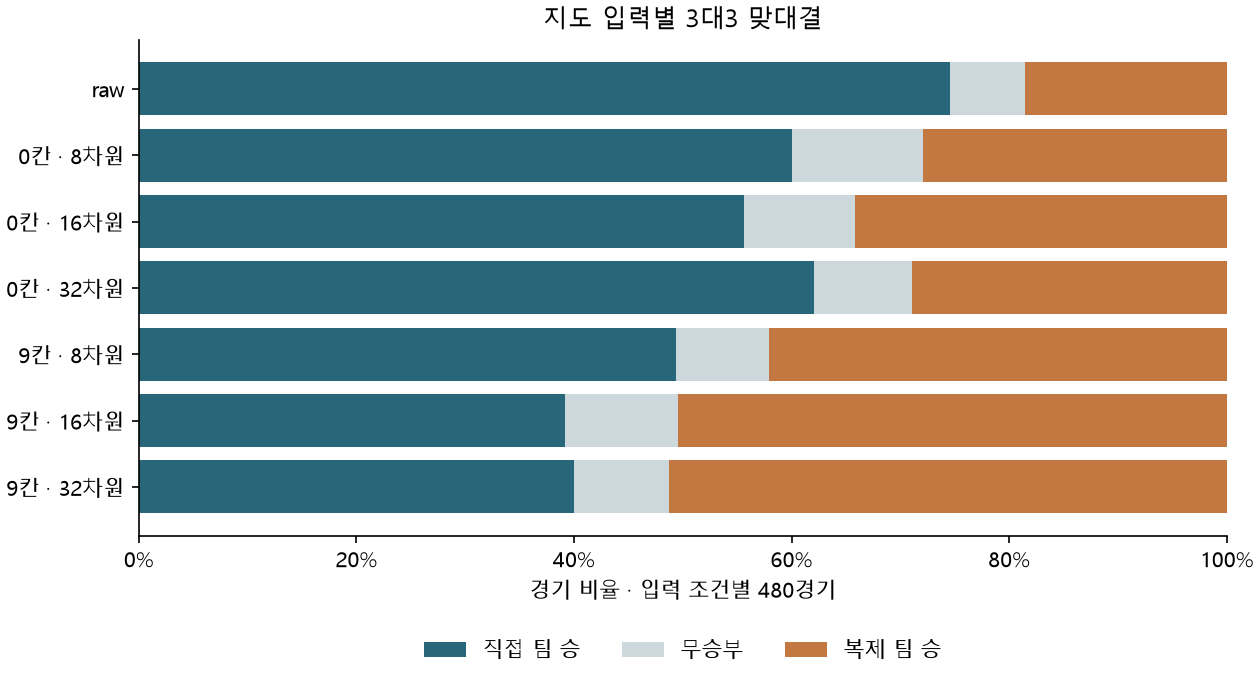 지도 입력별 3대3 맞대결
raw
0칸 · 8차원
0칸 · 16차원
0칸 · 32차원
9칸 · 8차원
9칸 · 16차원
9칸 · 32차원
0% 20% 40% 60% 80% 100%
경기 비율 · 입력 조건별 480경기
직접 팀 승 무승부 복제 팀 승